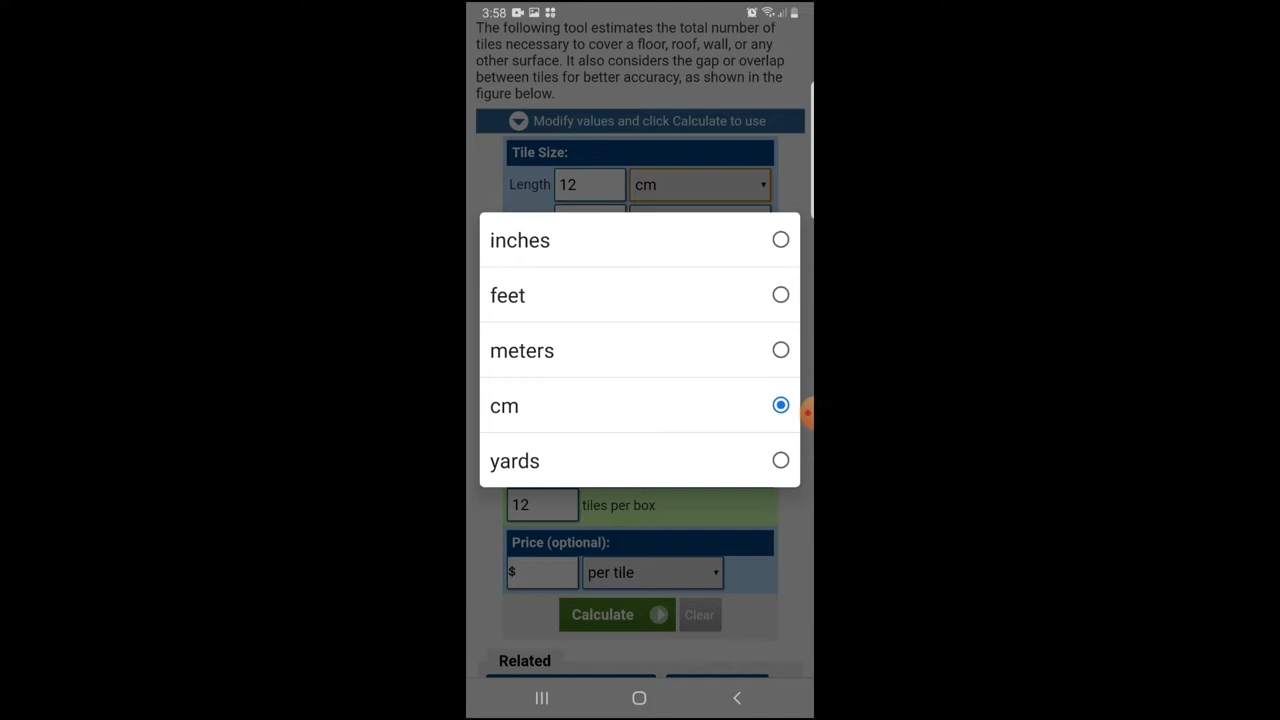 3:58
The following tool estimates the total number of
tiles necessary to cover a floor, roof, wall, or any
other surface. It also considers the gap or overlap
between tiles for better accuracy, as shown in the
figure below.
Modify values and click Calculate to use
Tile Size:
Length 12 cm
inches
feet
meters
cm
yards
12 tiles per box
Price (optional):
$ per tile
Calculate Clear
Related